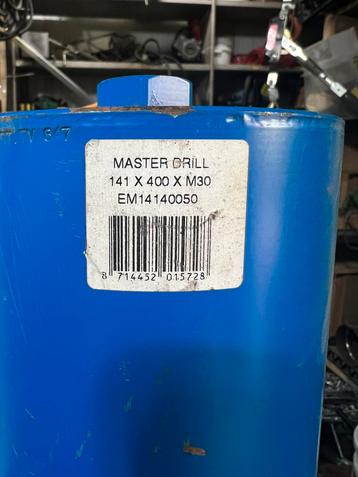 MASTER DRILL
141 X 400 X M30
EM14140050
8 714452 015728